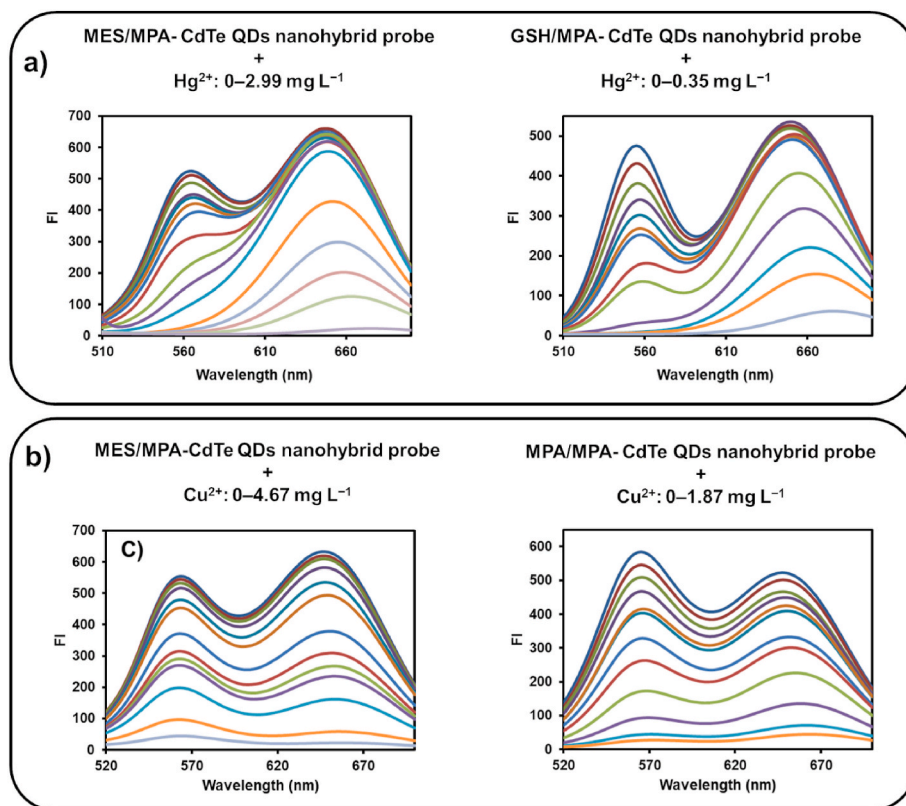 a)
MES/MPA- CdTe QDs nanohybrid probe
+
Hg²⁺: 0–2.99 mg L⁻¹
GSH/MPA- CdTe QDs nanohybrid probe
+
Hg²⁺: 0–0.35 mg L⁻¹
700
600
500
400
300
200
100
0
FI
510
560
610
660
Wavelength (nm)
500
400
300
200
100
0
FI
510
560
610
660
Wavelength (nm)
b)
MES/MPA-CdTe QDs nanohybrid probe
+
Cu²⁺: 0–4.67 mg L⁻¹
MPA/MPA- CdTe QDs nanohybrid probe
+
Cu²⁺: 0–1.87 mg L⁻¹
C)
700
600
500
400
300
200
100
0
FI
520
570
620
670
Wavelength (nm)
600
500
400
300
200
100
0
FI
520
570
620
670
Wavelength (nm)